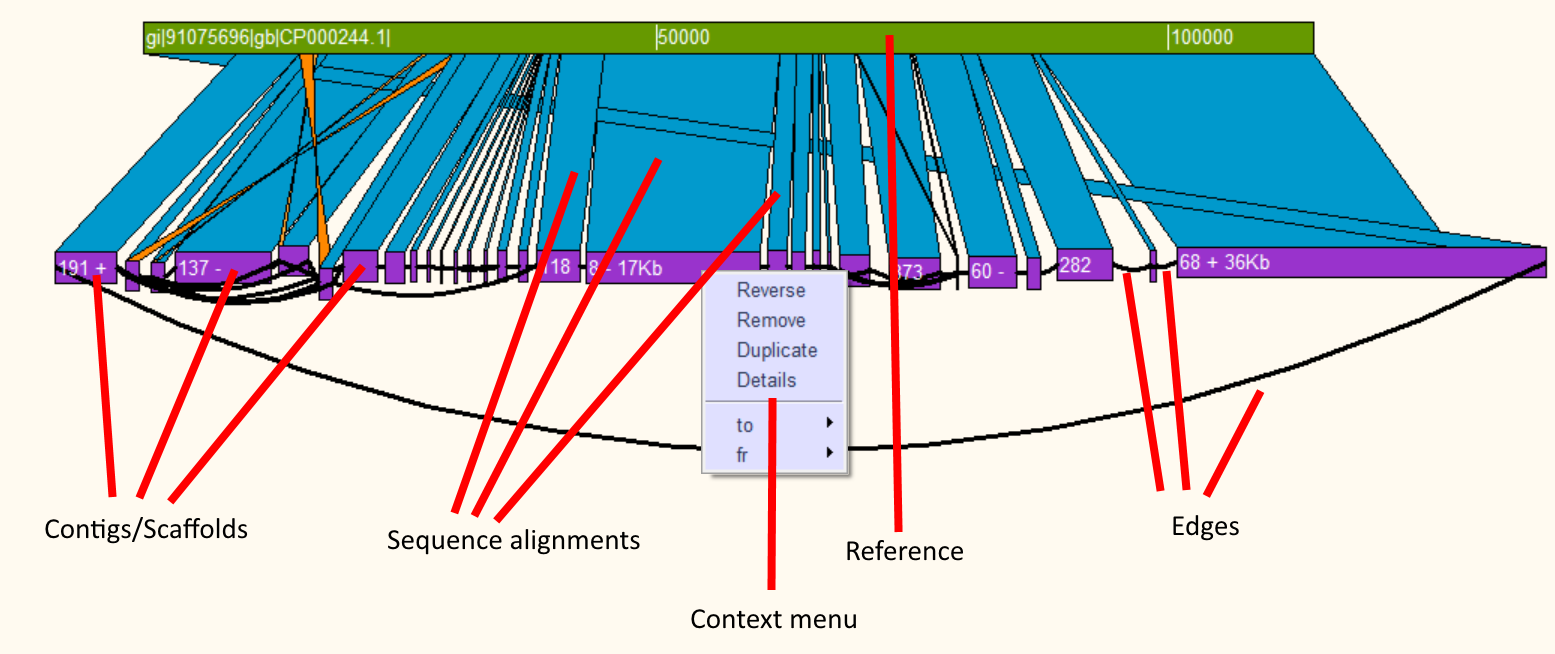 gi|91075696|gb|CP000244.1|
50000
100000
191 +
137 -
118
8 - 17Kb
373
60 -
282
68 + 36Kb
Reverse
Remove
Duplicate
Details
to
fr
Contigs/Scaffolds
Sequence alignments
Reference
Edges
Context menu